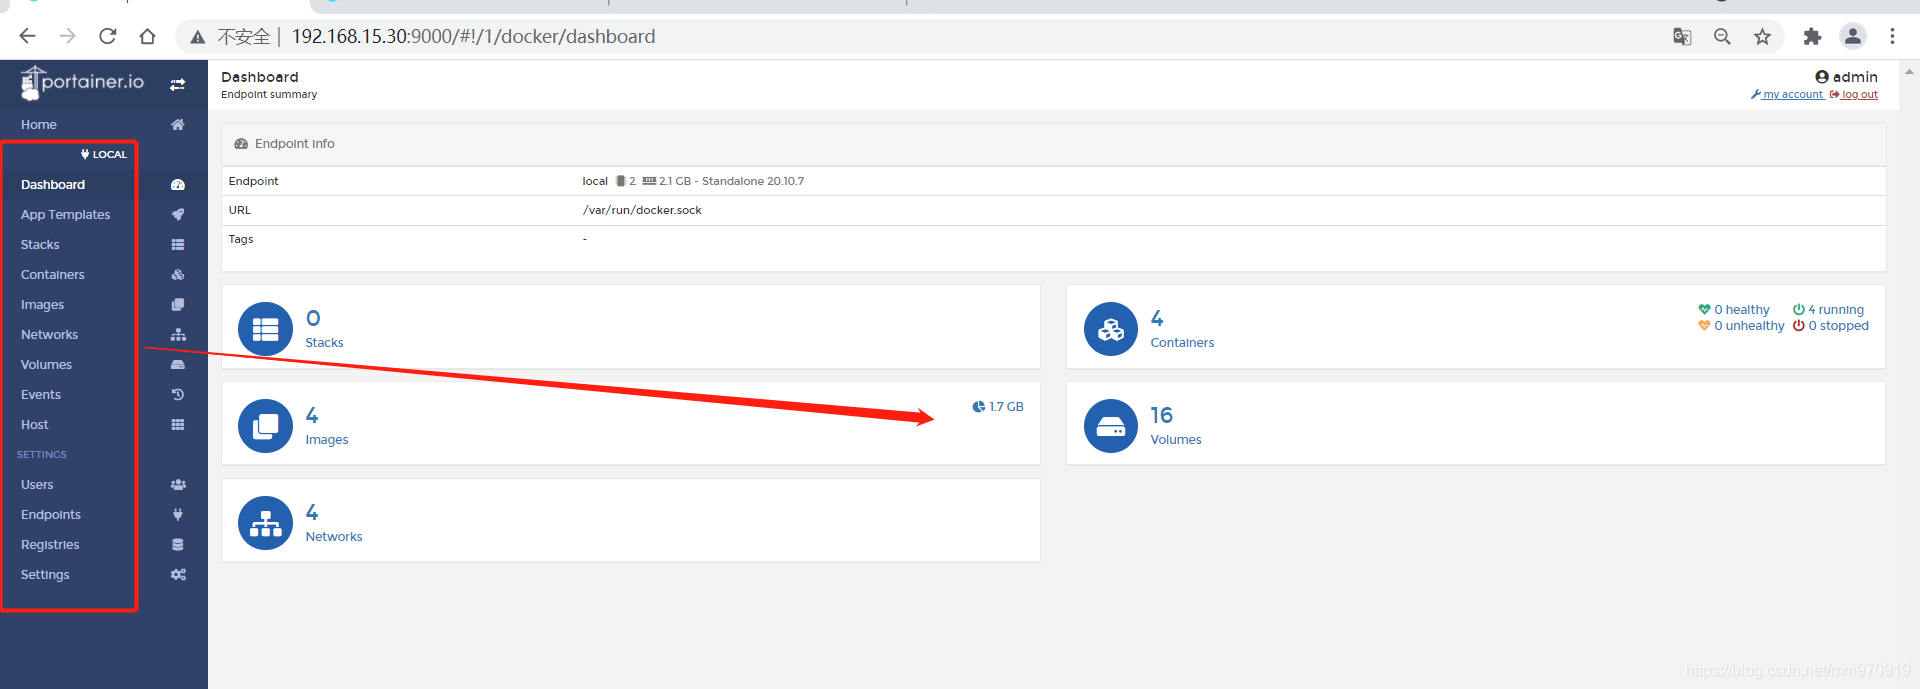 不安全 | 192.168.15.30:9000/#!/1/docker/dashboard
portainer.io
Home
LOCAL
Dashboard
App Templates
Stacks
Containers
Images
Networks
Volumes
Events
Host
SETTINGS
Users
Endpoints
Registries
Settings
Dashboard
Endpoint summary
admin
my account log out
Endpoint info
Endpoint local 2 2.1 GB - Standalone 20.10.7
URL /var/run/docker.sock
Tags -
0
Stacks
4
Containers
0 healthy 4 running
0 unhealthy 0 stopped
4
Images
1.7 GB
16
Volumes
4
Networks
https://blog.csdn.net/mm970919